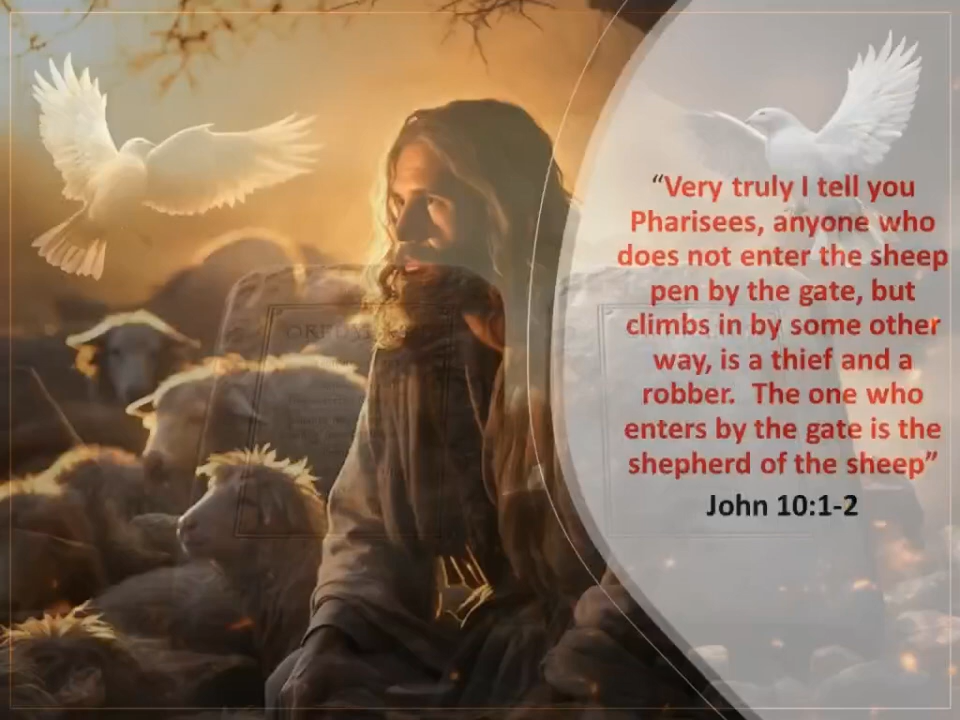 “Very truly I tell you
Pharisees, anyone who
does not enter the sheep
pen by the gate, but
climbs in by some other
way, is a thief and a
robber.  The one who
enters by the gate is the
shepherd of the sheep”
John 10:1-2